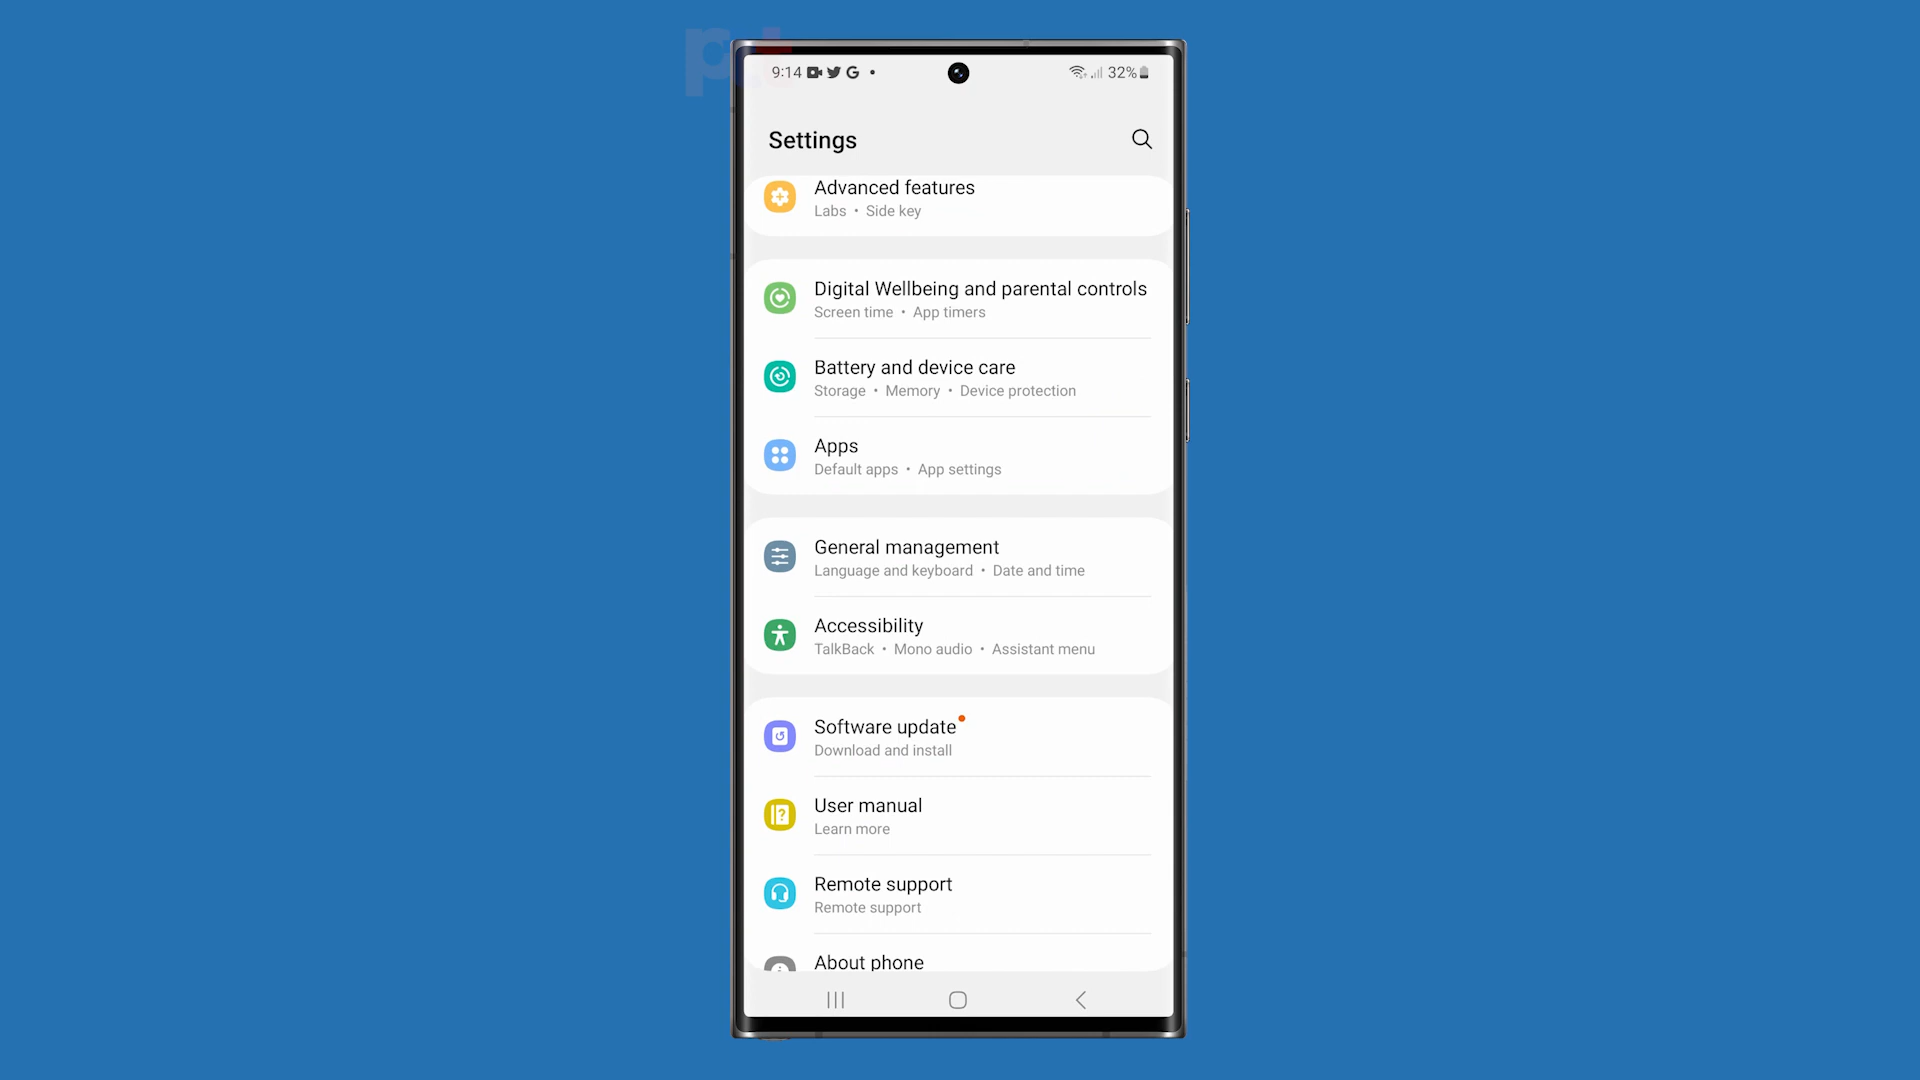 9:14
32%
Settings
Advanced features
Labs • Side key
Digital Wellbeing and parental controls
Screen time • App timers
Battery and device care
Storage • Memory • Device protection
Apps
Default apps • App settings
General management
Language and keyboard • Date and time
Accessibility
TalkBack • Mono audio • Assistant menu
Software update
Download and install
User manual
Learn more
Remote support
Remote support
About phone